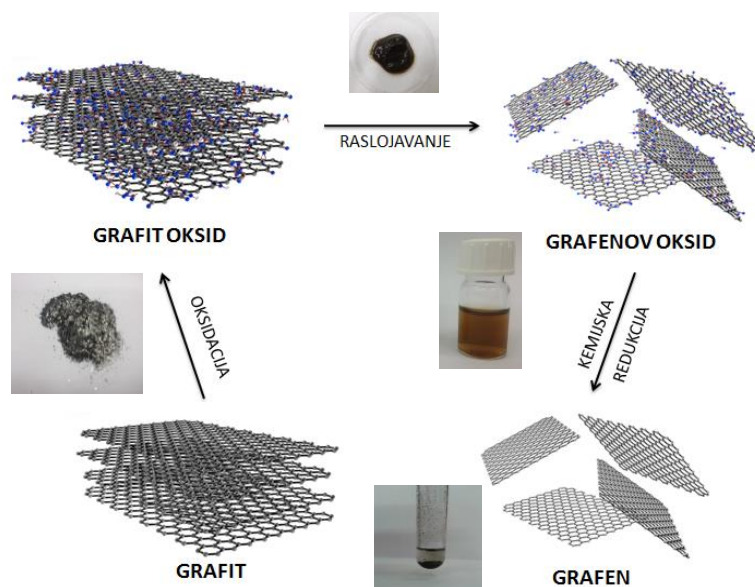 RASLOJAVANJE
GRAFIT OKSID
GRAFENOV OKSID
OKSIDACIJA
KEMIJSKA
REDUKCIJA
GRAFIT
GRAFEN